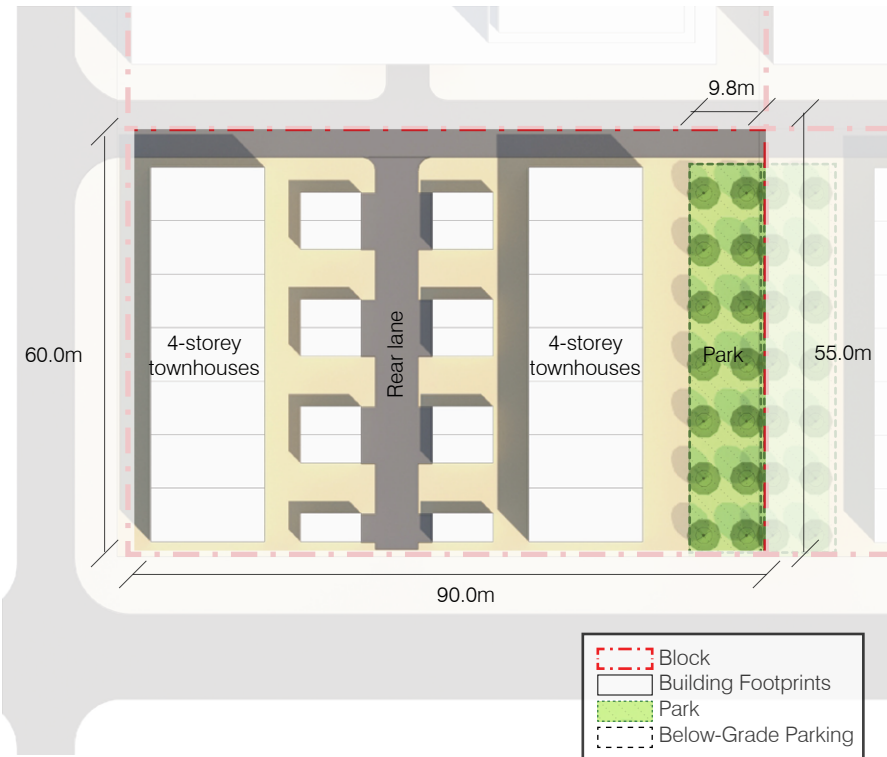 9.8m
60.0m
4-storey
townhouses
Rear lane
4-storey
townhouses
Park
55.0m
90.0m
Block
Building Footprints
Park
Below-Grade Parking